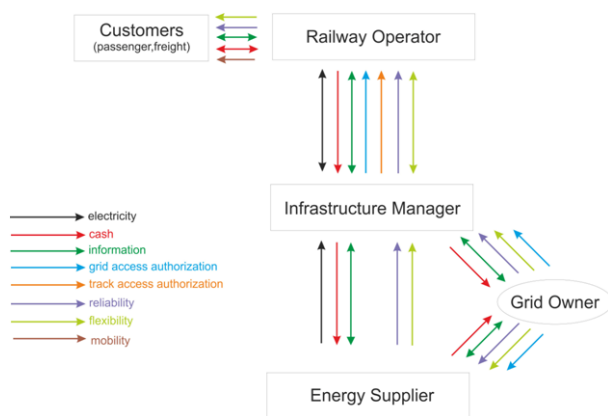 Customers
(passenger,freight)
Railway Operator
Infrastructure Manager
electricity
cash
information
grid access authorization
track access authorization
reliability
flexibility
mobility
Grid Owner
Energy Supplier